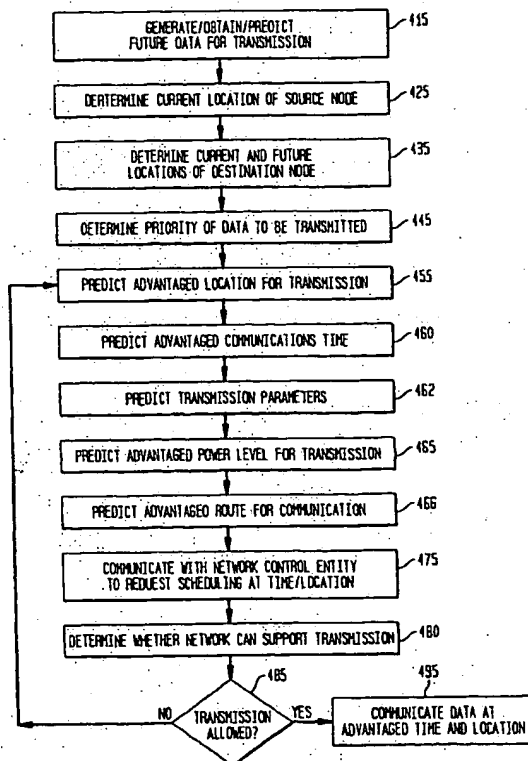 GENERATE/OBTAIN/PREDICT
FUTURE DATA FOR TRANSMISSION
415
DERTERMINE CURRENT LOCATION OF SOURCE NODE
425
DETERMINE CURRENT AND FUTURE
LOCATIONS OF DESTINATION NODE
435
DETERMINE PRIORITY OF DATA TO BE TRANSMITTED
445
PREDICT ADVANTAGED LOCATION FOR TRANSMISSION
455
PREDICT ADVANTAGED COMMUNICATIONS TIME
460
PREDICT TRANSMISSION PARAMETERS
462
PREDICT ADVANTAGED POWER LEVEL FOR TRANSMISSION
465
PREDICT ADVANTAGED ROUTE FOR COMMUNICATION
466
COMMUNICATE WITH NETWORK CONTROL ENTITY
TO REQUEST SCHEDULING AT TIME/LOCATION
475
DETERMINE WHETHER NETWORK CAN SUPPORT TRANSMISSION
480
485
NO
TRANSMISSION
ALLOWED?
YES
495
COMMUNICATE DATA AT
ADVANTAGED TIME AND LOCATION